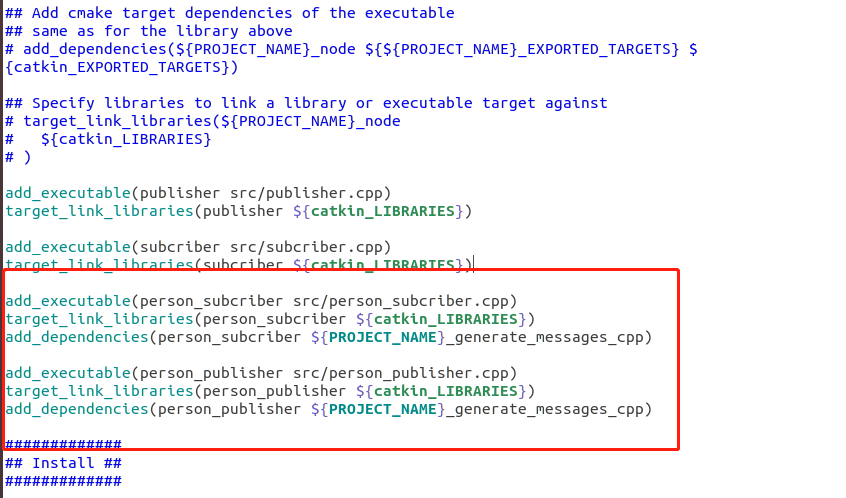 ## Add cmake target dependencies of the executable
## same as for the library above
# add_dependencies(${PROJECT_NAME}_node ${${PROJECT_NAME}_EXPORTED_TARGETS} $
{catkin_EXPORTED_TARGETS})
## Specify libraries to link a library or executable target against
# target_link_libraries(${PROJECT_NAME}_node
#   ${catkin_LIBRARIES}
# )
add_executable(publisher src/publisher.cpp)
target_link_libraries(publisher ${catkin_LIBRARIES})
add_executable(subcriber src/subcriber.cpp)
target_link_libraries(subcriber ${catkin_LIBRARIES})
add_executable(person_subcriber src/person_subcriber.cpp)
target_link_libraries(person_subcriber ${catkin_LIBRARIES})
add_dependencies(person_subcriber ${PROJECT_NAME}_generate_messages_cpp)
add_executable(person_publisher src/person_publisher.cpp)
target_link_libraries(person_publisher ${catkin_LIBRARIES})
add_dependencies(person_publisher ${PROJECT_NAME}_generate_messages_cpp)
#############
## Install ##
#############